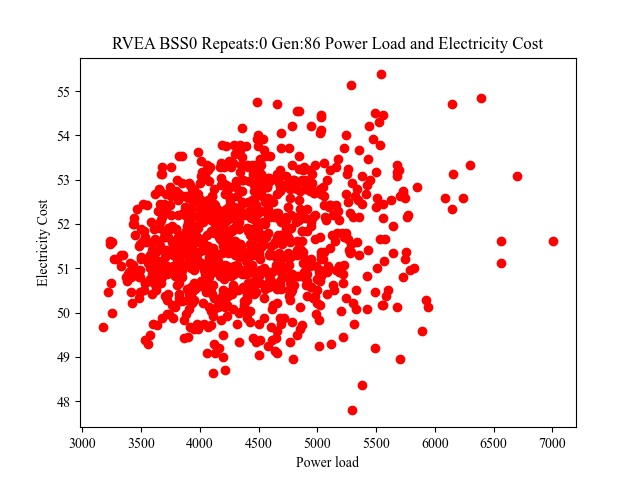 RVEA BSS0 Repeats:0 Gen:86 Power Load and Electricity Cost
55
54
53
52
51
50
49
48
Electricity Cost
3000 3500 4000 4500 5000 5500 6000 6500 7000
Power load